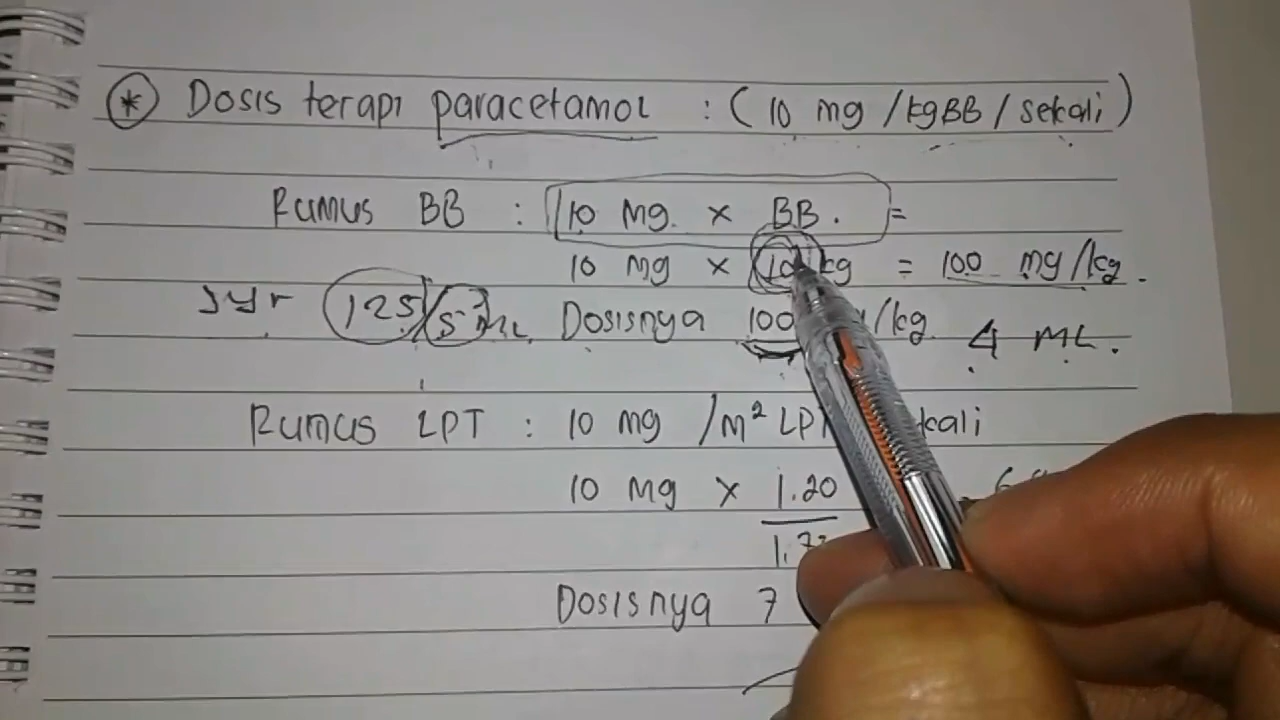 * Dosis terapi paracetamol : (10 mg /kgBB / sekali)
Rumus BB : 10 Mg. x BB. =
10 mg x 10 kg = 100 mg/kg.
syr 125/5 ML Dosisnya 100 /kg. 4 ML.
Rumus LPT : 10 mg /m² LPT
10 Mg x 1.20
1.73
Dosisnya 7